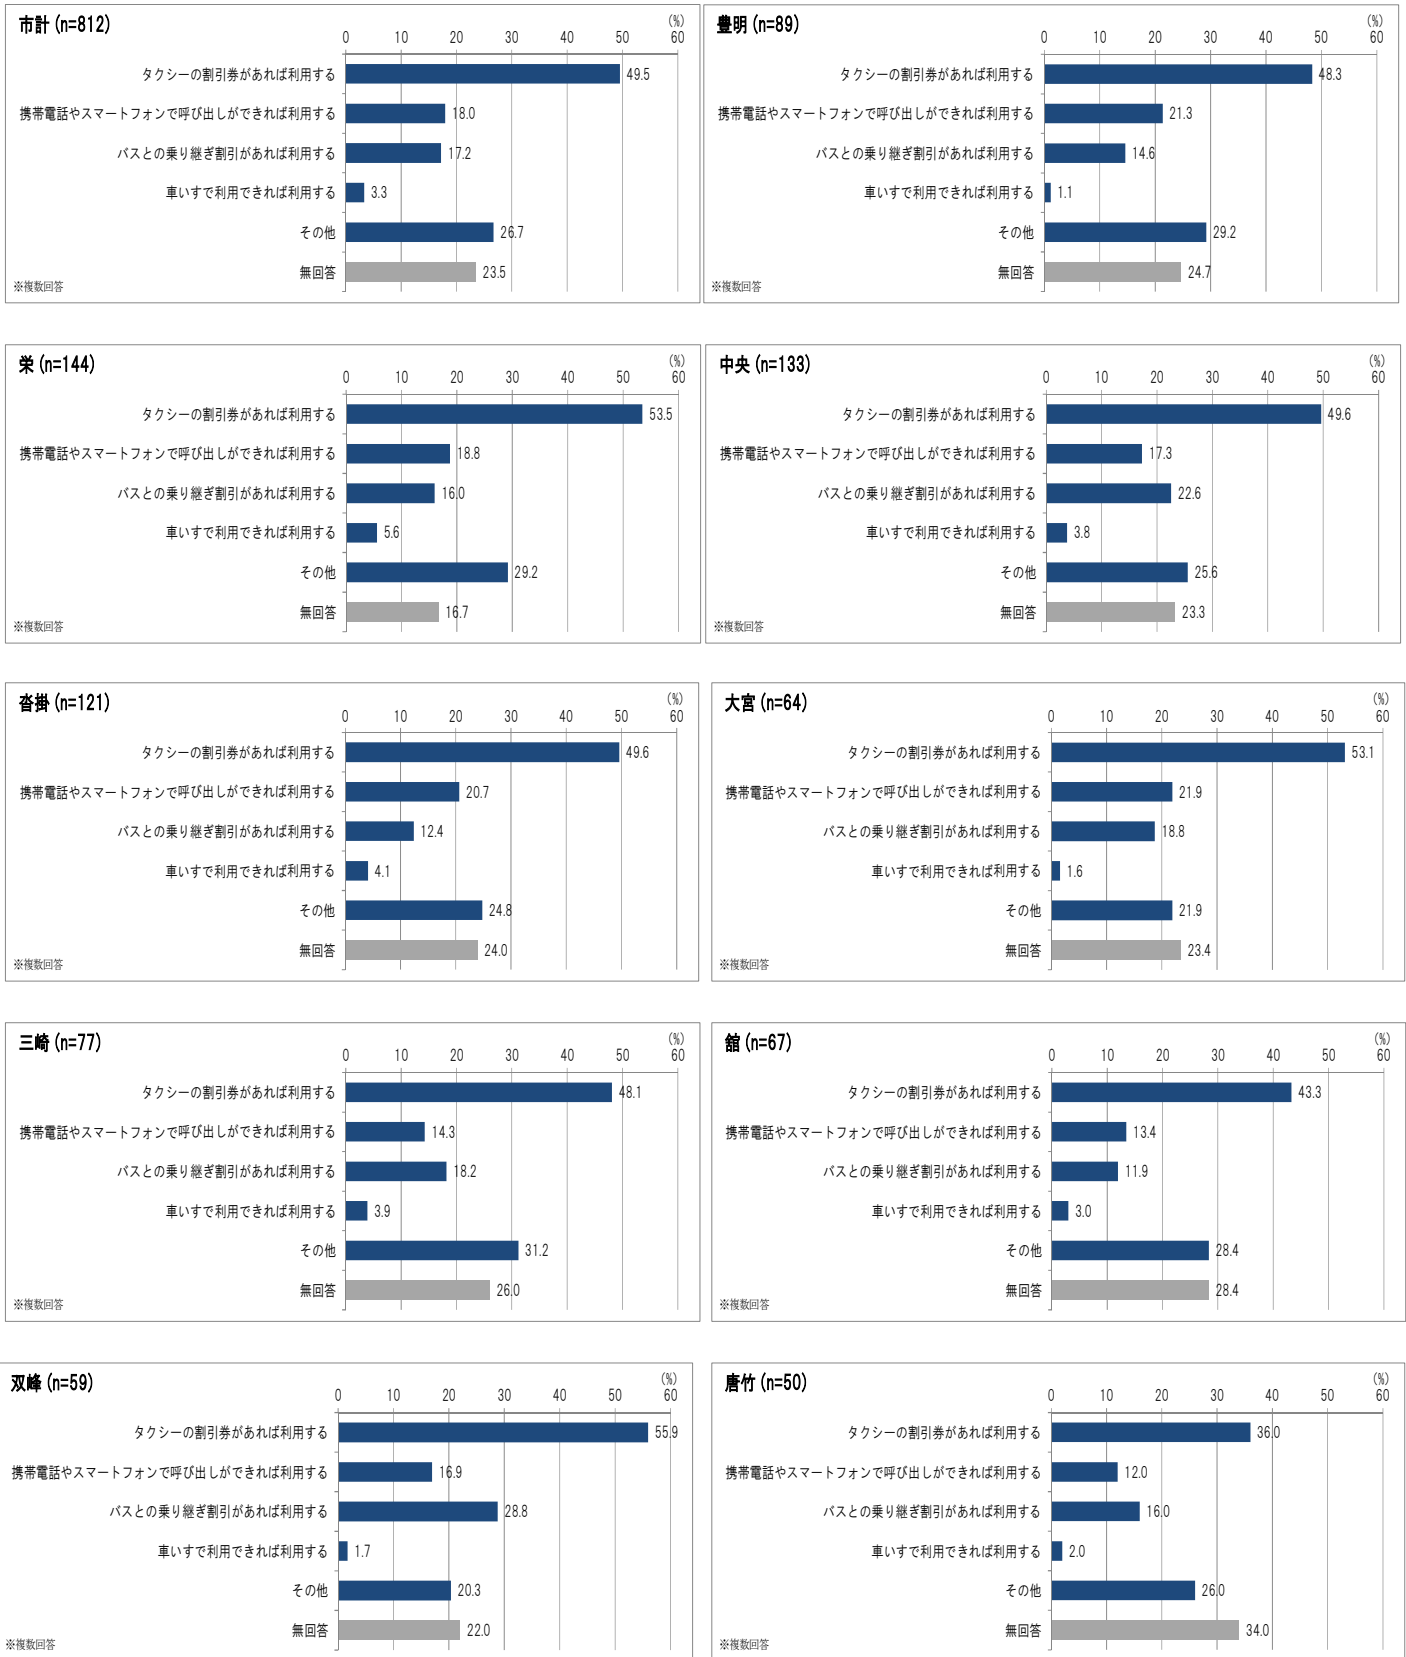 市計 (n=812)
(%)
0 10 20 30 40 50 60
タクシーの割引券があれば利用する 49.5
携帯電話やスマートフォンで呼び出しができれば利用する 18.0
バスとの乗り継ぎ割引があれば利用する 17.2
車いすで利用できれば利用する 3.3
その他 26.7
無回答 23.5
※複数回答
豊明 (n=89)
(%)
0 10 20 30 40 50 60
タクシーの割引券があれば利用する 48.3
携帯電話やスマートフォンで呼び出しができれば利用する 21.3
バスとの乗り継ぎ割引があれば利用する 14.6
車いすで利用できれば利用する 1.1
その他 29.2
無回答 24.7
※複数回答
栄 (n=144)
(%)
0 10 20 30 40 50 60
タクシーの割引券があれば利用する 53.5
携帯電話やスマートフォンで呼び出しができれば利用する 18.8
バスとの乗り継ぎ割引があれば利用する 16.0
車いすで利用できれば利用する 5.6
その他 29.2
無回答 16.7
※複数回答
中央 (n=133)
(%)
0 10 20 30 40 50 60
タクシーの割引券があれば利用する 49.6
携帯電話やスマートフォンで呼び出しができれば利用する 17.3
バスとの乗り継ぎ割引があれば利用する 22.6
車いすで利用できれば利用する 3.8
その他 25.6
無回答 23.3
※複数回答
沓掛 (n=121)
(%)
0 10 20 30 40 50 60
タクシーの割引券があれば利用する 49.6
携帯電話やスマートフォンで呼び出しができれば利用する 20.7
バスとの乗り継ぎ割引があれば利用する 12.4
車いすで利用できれば利用する 4.1
その他 24.8
無回答 24.0
※複数回答
大宮 (n=64)
(%)
0 10 20 30 40 50 60
タクシーの割引券があれば利用する 53.1
携帯電話やスマートフォンで呼び出しができれば利用する 21.9
バスとの乗り継ぎ割引があれば利用する 18.8
車いすで利用できれば利用する 1.6
その他 21.9
無回答 23.4
※複数回答
三崎 (n=77)
(%)
0 10 20 30 40 50 60
タクシーの割引券があれば利用する 48.1
携帯電話やスマートフォンで呼び出しができれば利用する 14.3
バスとの乗り継ぎ割引があれば利用する 18.2
車いすで利用できれば利用する 3.9
その他 31.2
無回答 26.0
※複数回答
舘 (n=67)
(%)
0 10 20 30 40 50 60
タクシーの割引券があれば利用する 43.3
携帯電話やスマートフォンで呼び出しができれば利用する 13.4
バスとの乗り継ぎ割引があれば利用する 11.9
車いすで利用できれば利用する 3.0
その他 28.4
無回答 28.4
※複数回答
双峰 (n=59)
(%)
0 10 20 30 40 50 60
タクシーの割引券があれば利用する 55.9
携帯電話やスマートフォンで呼び出しができれば利用する 16.9
バスとの乗り継ぎ割引があれば利用する 28.8
車いすで利用できれば利用する 1.7
その他 20.3
無回答 22.0
※複数回答
唐竹 (n=50)
(%)
0 10 20 30 40 50 60
タクシーの割引券があれば利用する 36.0
携帯電話やスマートフォンで呼び出しができれば利用する 12.0
バスとの乗り継ぎ割引があれば利用する 16.0
車いすで利用できれば利用する 2.0
その他 26.0
無回答 34.0
※複数回答